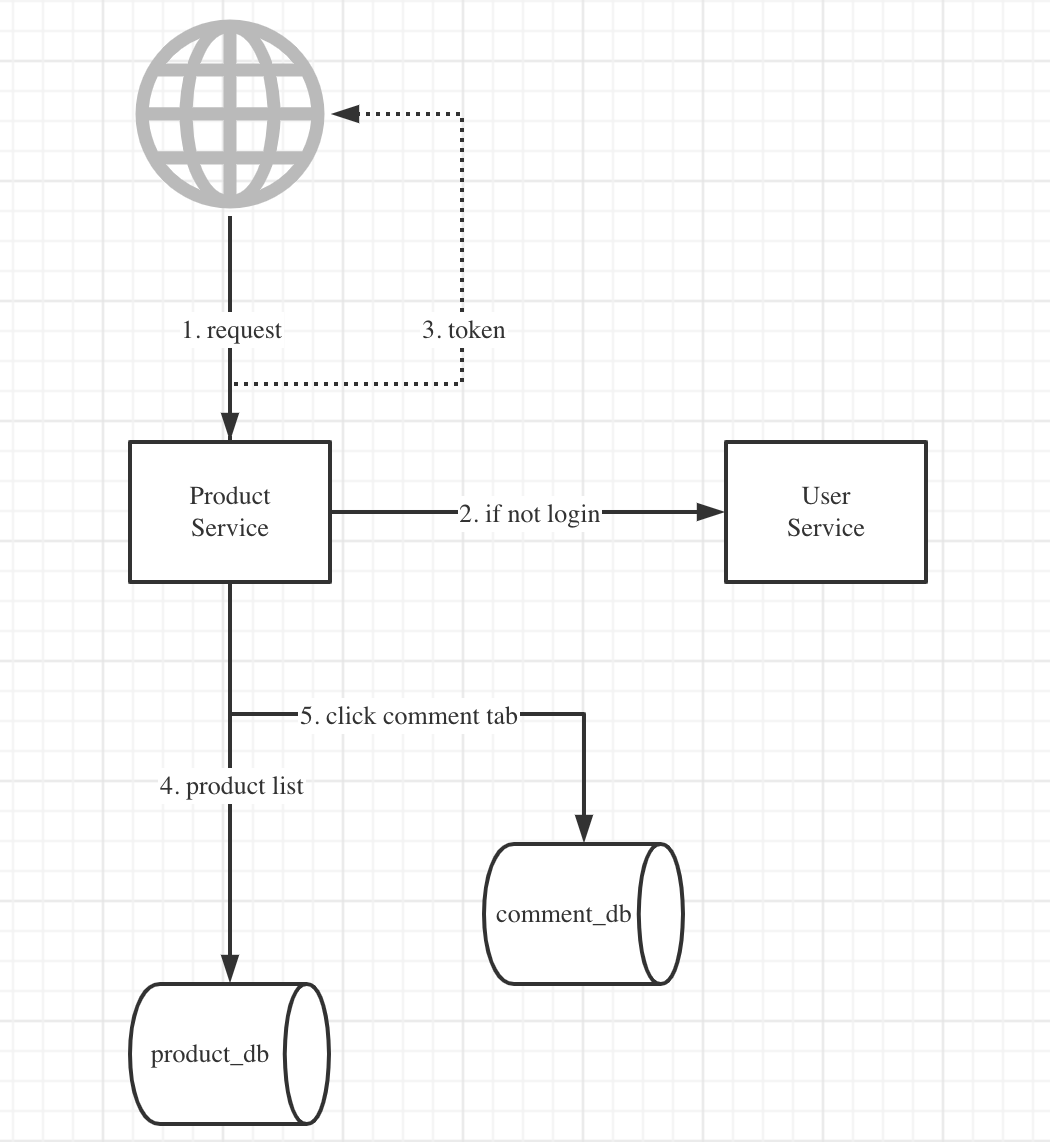 1. request
3. token
Product
Service
2. if not login
User
Service
5. click comment tab
4. product list
comment_db
product_db